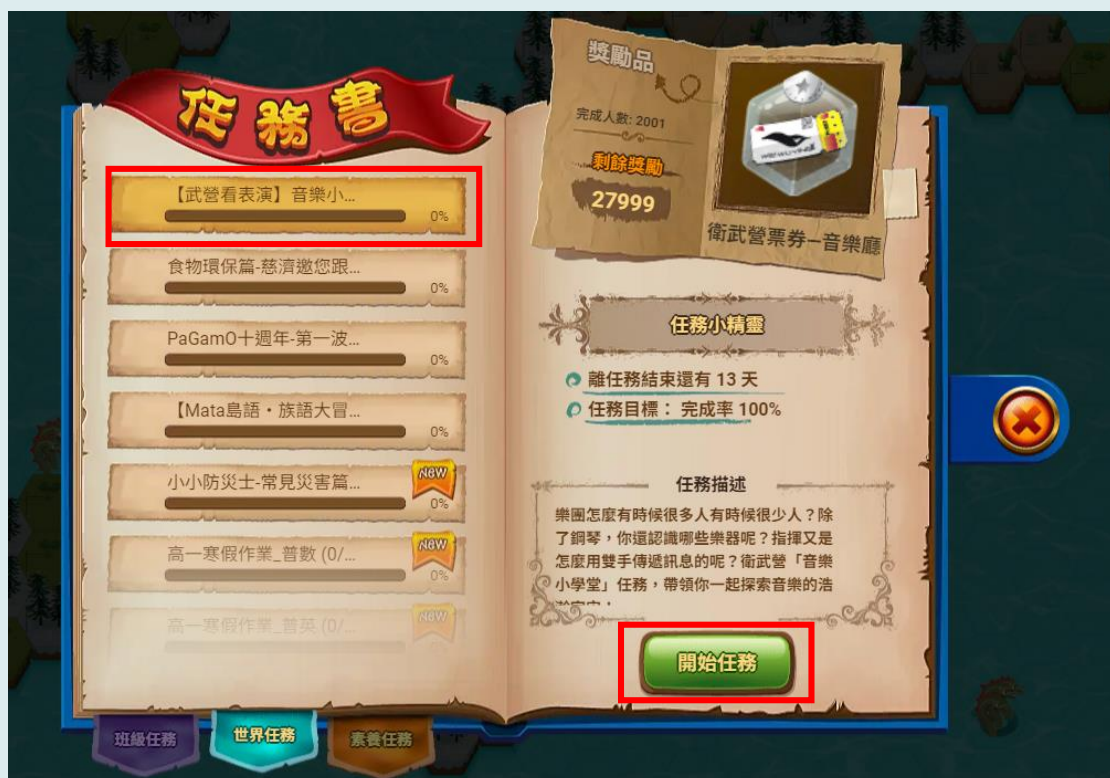 任務書
【武營看表演】音樂小...
0%
食物環保篇-慈濟邀您跟...
0%
PaGamO十週年-第一波...
0%
【Mata島語・族語大冒...
0%
小小防災士-常見災害篇...
New
0%
高一寒假作業_普數 (0/...
New
0%
高一寒假作業_普英 (0/...
New
班級任務
世界任務
素養任務
獎勵品
完成人數: 2001
剩餘獎勵
27999
衛武營票券–音樂廳
任務小精靈
離任務結束還有 13 天
任務目標： 完成率 100%
任務描述
樂團怎麼有時候很多人有時候很少人？除
了鋼琴，你還認識哪些樂器呢？指揮又是
怎麼用雙手傳遞訊息的呢？衛武營「音樂
小學堂」任務，帶領你一起探索音樂的浩
開始任務